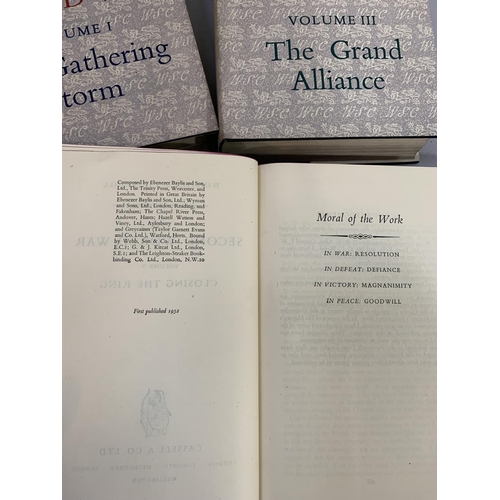 UME I
Gathering
torm
VOLUME III
The Grand
Alliance
Composed by Ebenezer Baylis and Son,
Ltd., The Trinity Press, Worcester, and
London. Printed in Great Britain by
Ebenezer Baylis and Son, Ltd.; Wyman
and Sons, Ltd.; London; Reading; and
Fakenham; The Chapel River Press,
Andover, Hants; Hazell Watson and
Viney, Ltd., Aylesbury and London;
and Greycaines (Taylor Garnett Evans
and Co. Ltd.), Watford, Herts. Bound
by Webb, Son & Co. Ltd., London,
E.C.1; G. & J. Kitcat Ltd., London,
S.E.1; and The Leighton-Straker Book-
binding Co. Ltd., London, N.W.10
First published 1952
Moral of the Work
IN WAR: RESOLUTION
IN DEFEAT: DEFIANCE
IN VICTORY: MAGNANIMITY
IN PEACE: GOODWILL